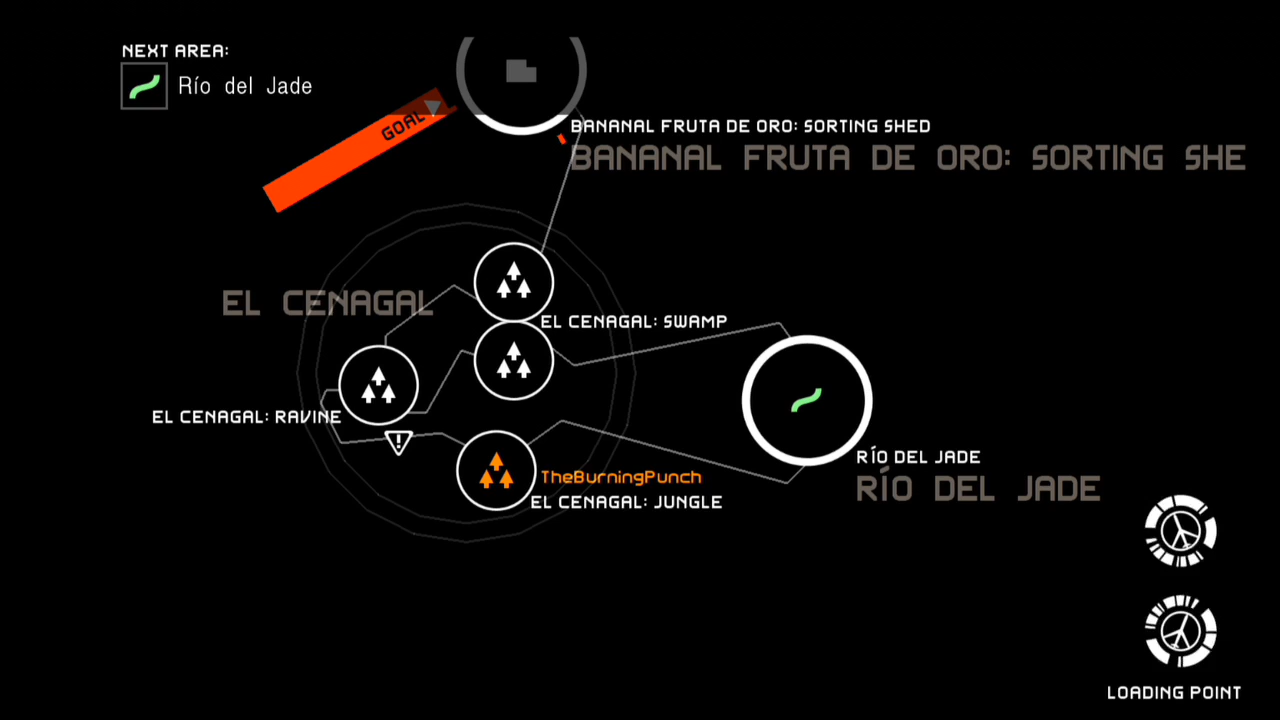 NEXT AREA:
Río del Jade
GOAL
BANANAL FRUTA DE ORO: SORTING SHED
BANANAL FRUTA DE ORO: SORTING SHE
EL CENAGAL
EL CENAGAL: SWAMP
EL CENAGAL: RAVINE
!
TheBurningPunch
EL CENAGAL: JUNGLE
RÍO DEL JADE
RÍO DEL JADE
LOADING POINT